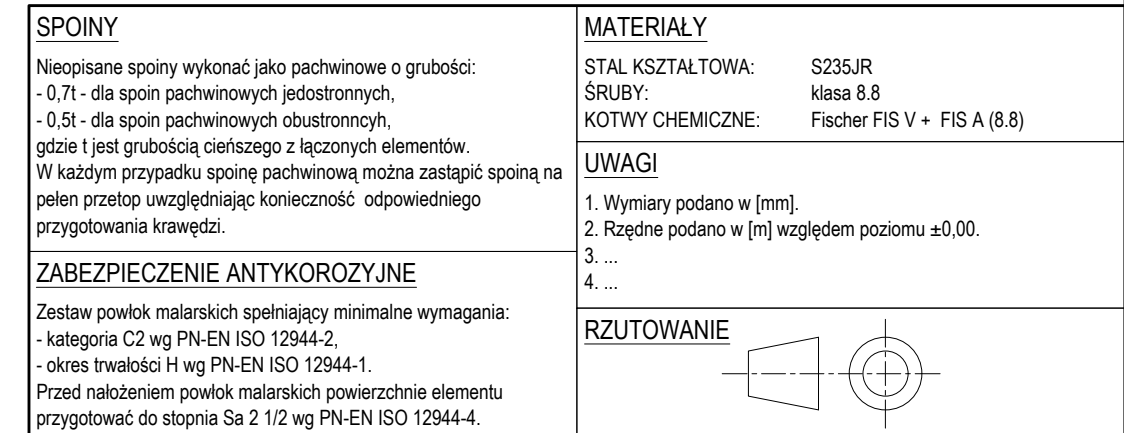 SPOINY
Nieopisane spoiny wykonać jako pachwinowe o grubości:
- 0,7t - dla spoin pachwinowych jedostronnych,
- 0,5t - dla spoin pachwinowych obustronncyh,
gdzie t jest grubością cieńszego z łączonych elementów.
W każdym przypadku spoinę pachwinową można zastąpić spoiną na
pełen przetop uwzględniając konieczność odpowiedniego
przygotowania krawędzi.
ZABEZPIECZENIE ANTYKOROZYJNE
Zestaw powłok malarskich spełniający minimalne wymagania:
- kategoria C2 wg PN-EN ISO 12944-2,
- okres trwałości H wg PN-EN ISO 12944-1.
Przed nałożeniem powłok malarskich powierzchnie elementu
przygotować do stopnia Sa 2 1/2 wg PN-EN ISO 12944-4.
MATERIAŁY
STAL KSZTAŁTOWA: S235JR
ŚRUBY: klasa 8.8
KOTWY CHEMICZNE: Fischer FIS V + FIS A (8.8)
UWAGI
1. Wymiary podano w [mm].
2. Rzędne podano w [m] względem poziomu ±0,00.
3. ...
4. ...
RZUTOWANIE